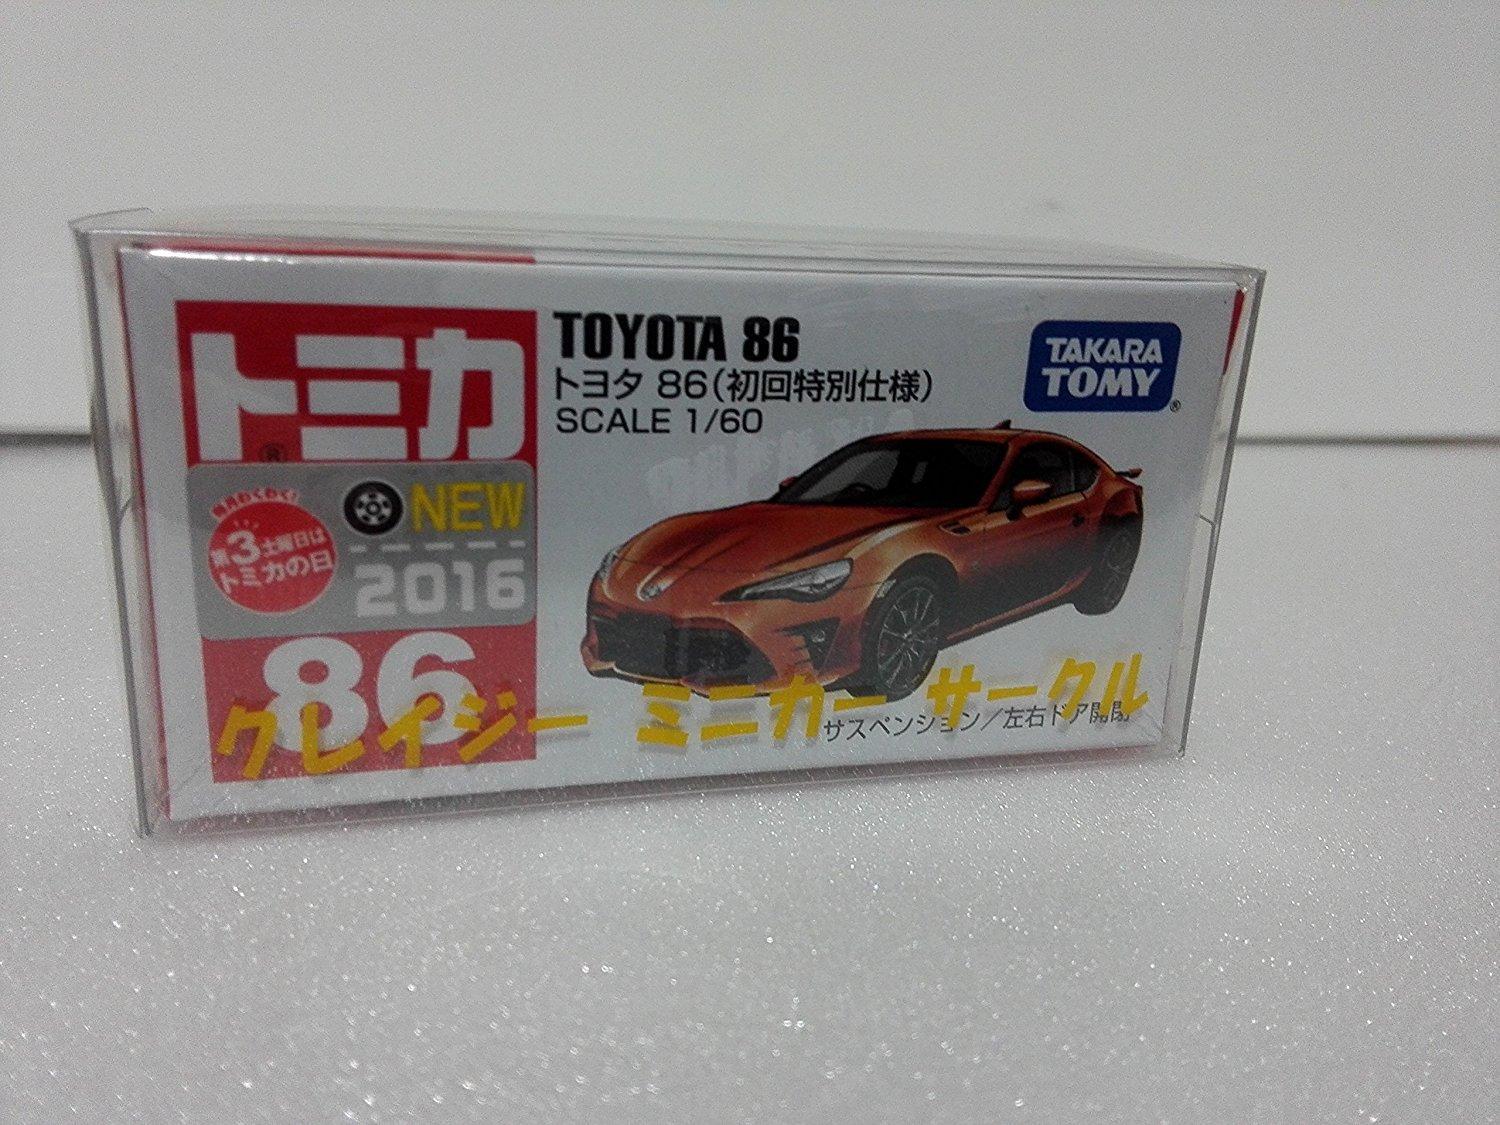 トミカ
®
TOYOTA 86
トヨタ 86(初回特別仕様)
SCALE 1/60
TAKARA
TOMY
®
第3土曜日は
トミカの日
NEW
2016
86
クレイジー ミニカー サークル
サスペンション/左右ドア開閉